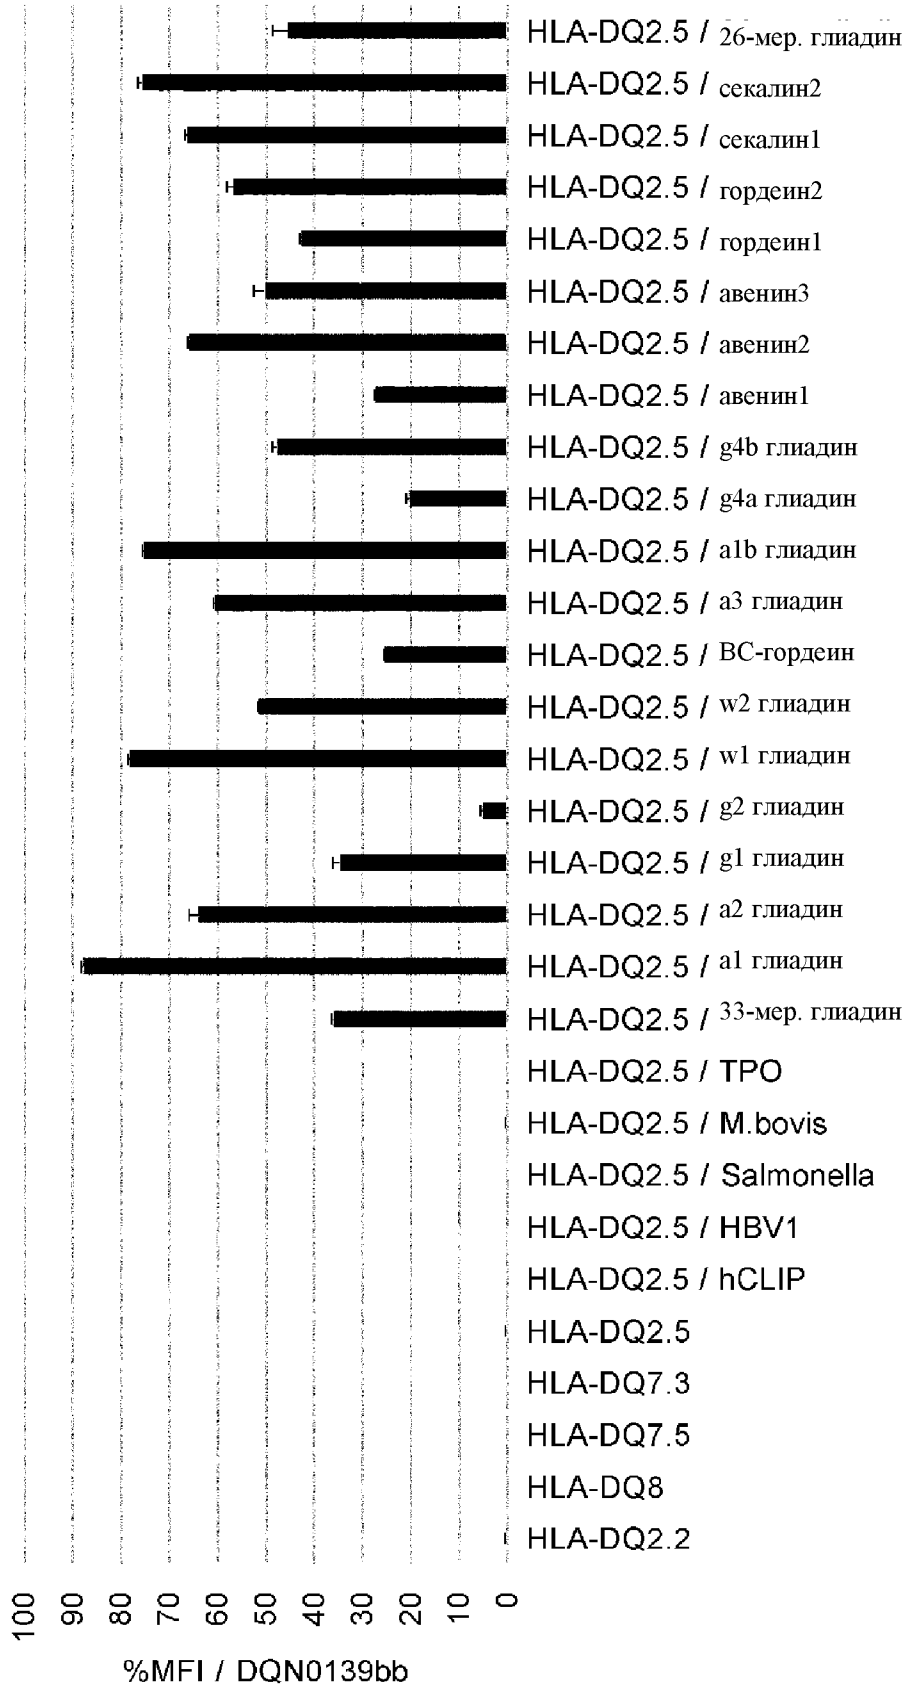 HLA-DQ2.5 / 26-мер. глиадин
HLA-DQ2.5 / секалин2
HLA-DQ2.5 / секалин1
HLA-DQ2.5 / гордеин2
HLA-DQ2.5 / гордеин1
HLA-DQ2.5 / авенин3
HLA-DQ2.5 / авенин2
HLA-DQ2.5 / авенин1
HLA-DQ2.5 / g4b глиадин
HLA-DQ2.5 / g4a глиадин
HLA-DQ2.5 / a1b глиадин
HLA-DQ2.5 / a3 глиадин
HLA-DQ2.5 / BC-гордеин
HLA-DQ2.5 / w2 глиадин
HLA-DQ2.5 / w1 глиадин
HLA-DQ2.5 / g2 глиадин
HLA-DQ2.5 / g1 глиадин
HLA-DQ2.5 / a2 глиадин
HLA-DQ2.5 / a1 глиадин
HLA-DQ2.5 / 33-мер. глиадин
HLA-DQ2.5 / TPO
HLA-DQ2.5 / M.bovis
HLA-DQ2.5 / Salmonella
HLA-DQ2.5 / HBV1
HLA-DQ2.5 / hCLIP
HLA-DQ2.5
HLA-DQ7.3
HLA-DQ7.5
HLA-DQ8
HLA-DQ2.2
100 90 80 70 60 50 40 30 20 10 0
%MFI / DQN0139bb